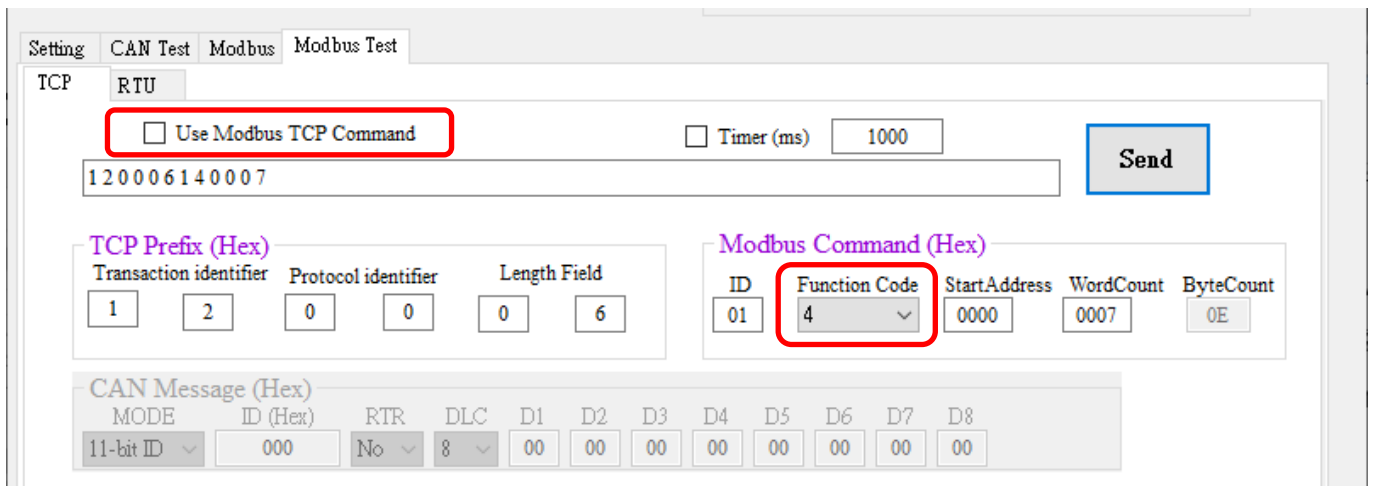 Setting CAN Test Modbus Modbus Test
TCP RTU
Use Modbus TCP Command Timer (ms) 1000
Send
1 2 0 0 0 6 1 4 0 0 0 7
TCP Prefix (Hex)
Transaction identifier Protocol identifier Length Field
1 2 0 0 0 6
Modbus Command (Hex)
ID Function Code StartAddress WordCount ByteCount
01 4 0000 0007 0E
CAN Message (Hex)
MODE ID (Hex) RTR DLC D1 D2 D3 D4 D5 D6 D7 D8
11-bit ID 000 No 8 00 00 00 00 00 00 00 00